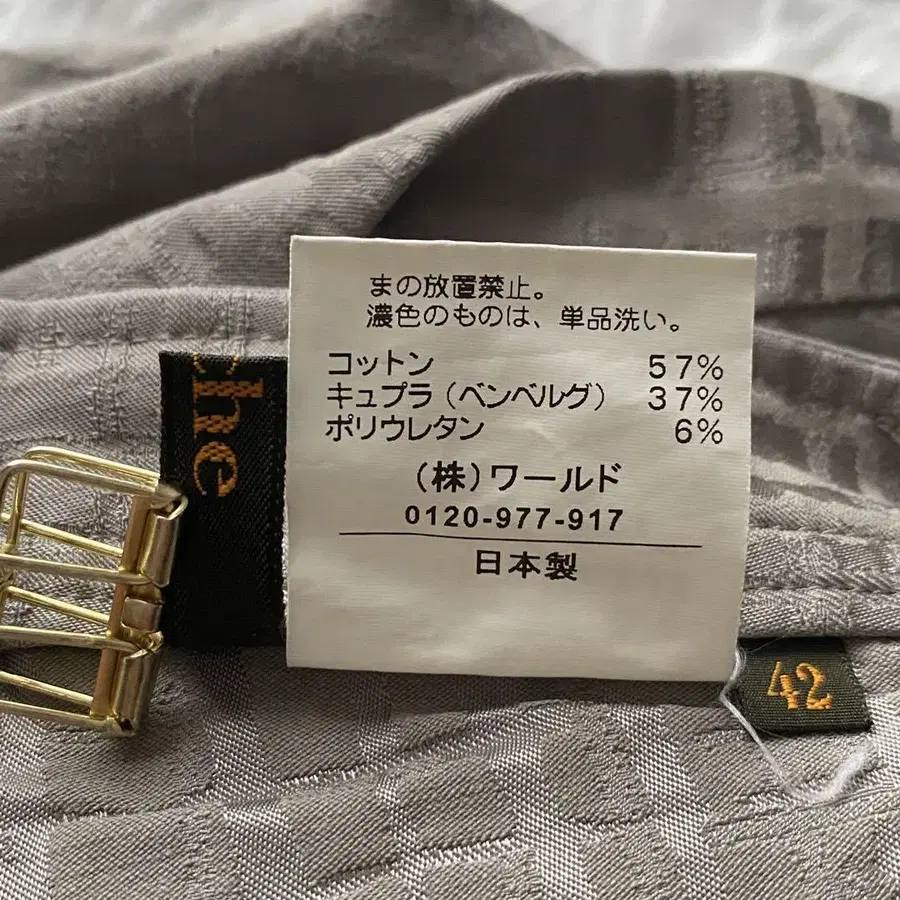 まの放置禁止。
濃色のものは、単品洗い。
コットン 57%
キュプラ(ベンベルグ) 37%
ポリウレタン 6%
(株)ワールド
0120-977-917
日本製
42